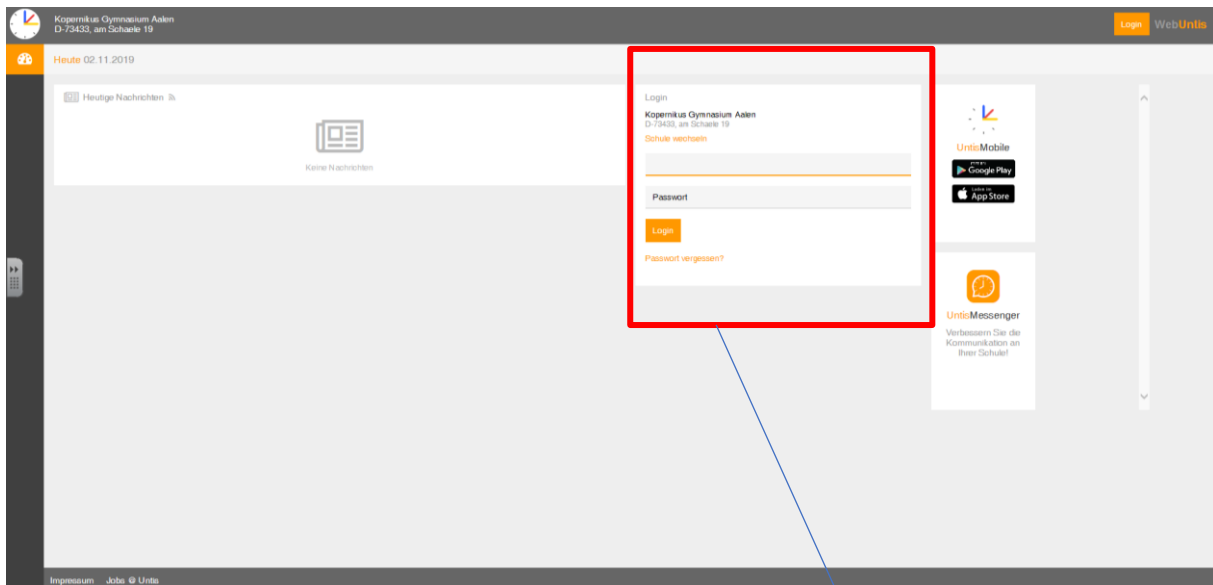 Kopernikus Gymnasium Aalen
D-73433, am Schaele 19
Login
WebUntis
Heute 02.11.2019
Heutige Nachrichten
Keine Nachrichten
Login
Kopernikus Gymnasium Aalen
D-73433, am Schaele 19
Schule wechseln
Passwort
Login
Passwort vergessen?
UntisMobile
Google Play
App Store
UntisMessenger
Verbessern Sie die
Kommunikation an
Ihrer Schule!
Impressum Jobs @ Untis